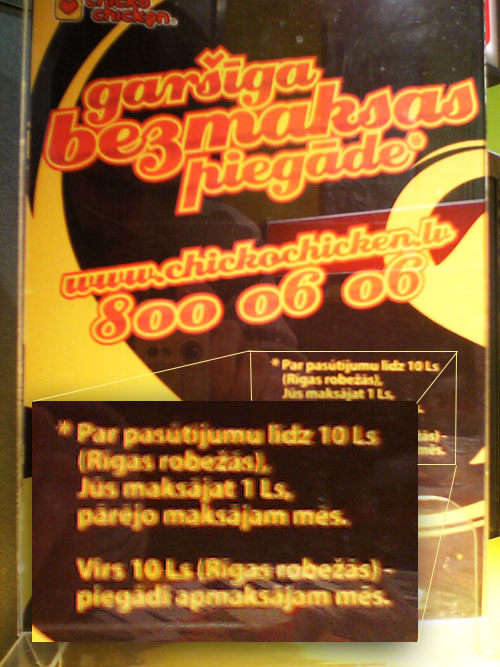 chicko
chicken
garšīga
bezmaksas
piegāde*
www.chickochicken.lv
800 06 06
* Par pasūtījumu līdz 10 Ls
(Rīgas robežās),
Jūs maksājat 1 Ls,
s.
ās) -
mēs.
* Par pasūtījumu līdz 10 Ls
(Rīgas robežās),
Jūs maksājat 1 Ls,
pārējo maksājam mēs.
Virs 10 Ls (Rīgas robežās) -
piegādi apmaksājam mēs.